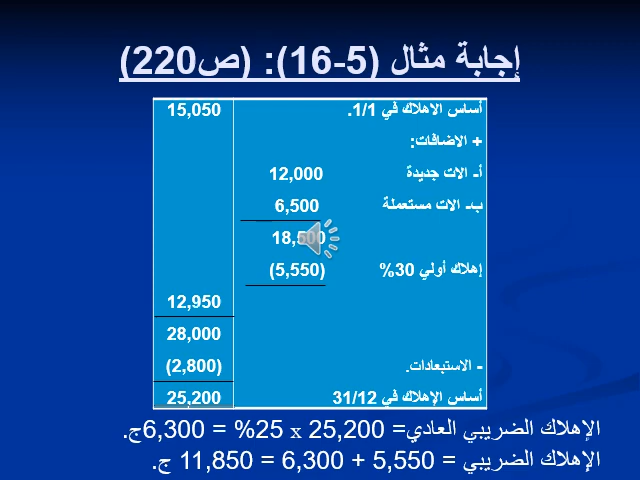 إجابة مثال (5-16): (ص220)
أساس الاهلاك في 1/1. 15,050
+ الاضافات:
أ- الات جديدة 12,000
ب- الات مستعملة 6,500
18,500
إهلاك أولي 30% (5,550)
12,950
28,000
- الاستبعادات. (2,800)
أساس الإهلاك في 31/12 25,200
الإهلاك الضريبي العادي= 25,200 x 25% = 6,300ج.
الإهلاك الضريبي = 5,550 + 6,300 = 11,850 ج.